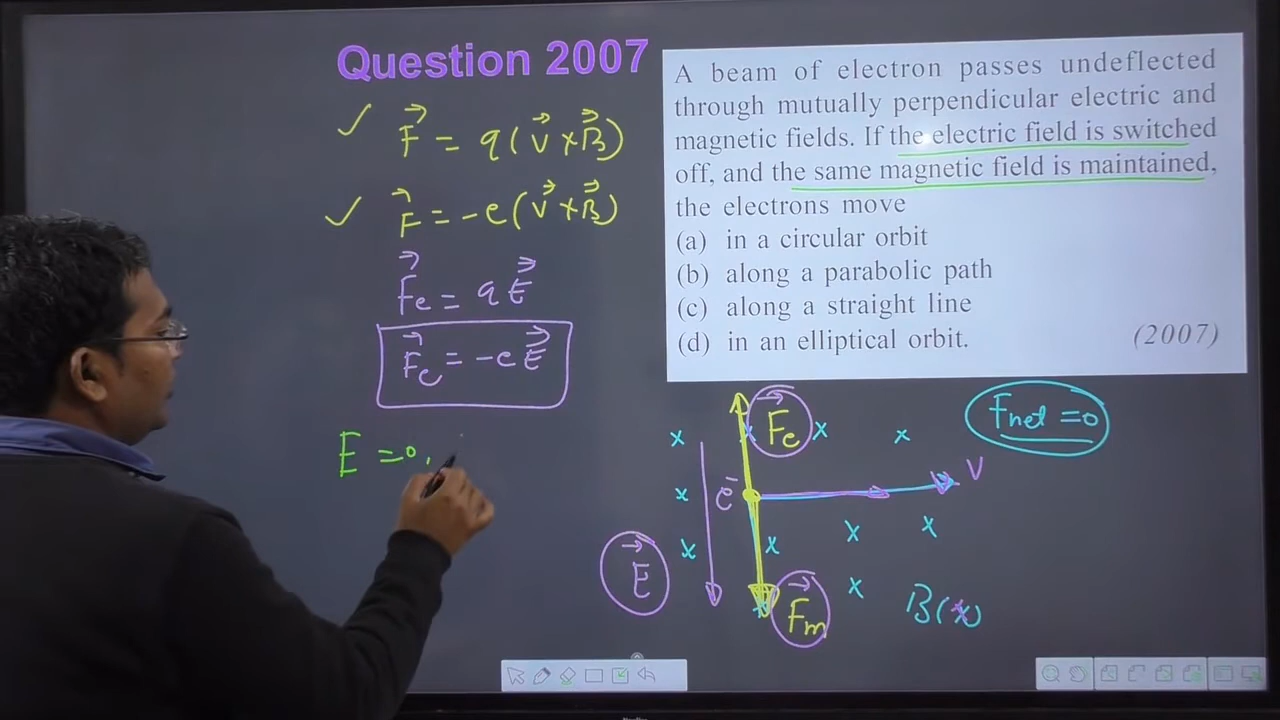 Question 2007
✓ F⃗ = q(V⃗ × B⃗)
✓ F⃗ = -e(V⃗ × B⃗)
F⃗e = qE⃗
F⃗e = -eE⃗
E = 0,
A beam of electron passes undeflected
through mutually perpendicular electric and
magnetic fields. If the electric field is switched
off, and the same magnetic field is maintained,
the electrons move
(a) in a circular orbit
(b) along a parabolic path
(c) along a straight line
(d) in an elliptical orbit. (2007)
F⃗e
Fnet = 0
x x x x
e⁻
V
x
x x x
x
E⃗
F⃗m
x
B(x)